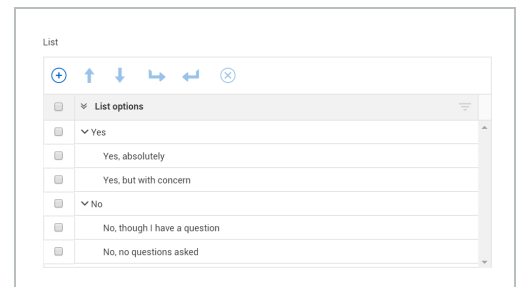 List
List options
Yes
Yes, absolutely
Yes, but with concern
No
No, though I have a question
No, no questions asked